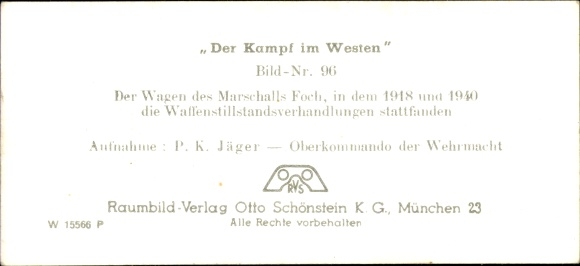 „Der Kampf im Westen”
Bild-Nr. 96
Der Wagen des Marschalls Foch, in dem 1918 und 1940
die Waffenstillstandsverhandlungen stattfanden
Aufnahme : P. K. Jäger — Oberkommando der Wehrmacht
RVS
Raumbild-Verlag Otto Schönstein K. G., München 23
W 15566 P
Alle Rechte vorbehalten